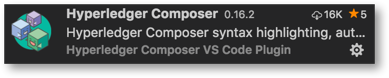 Hyperledger Composer 0.16.2 16K ★5
Hyperledger Composer syntax highlighting, aut...
Hyperledger Composer VS Code Plugin